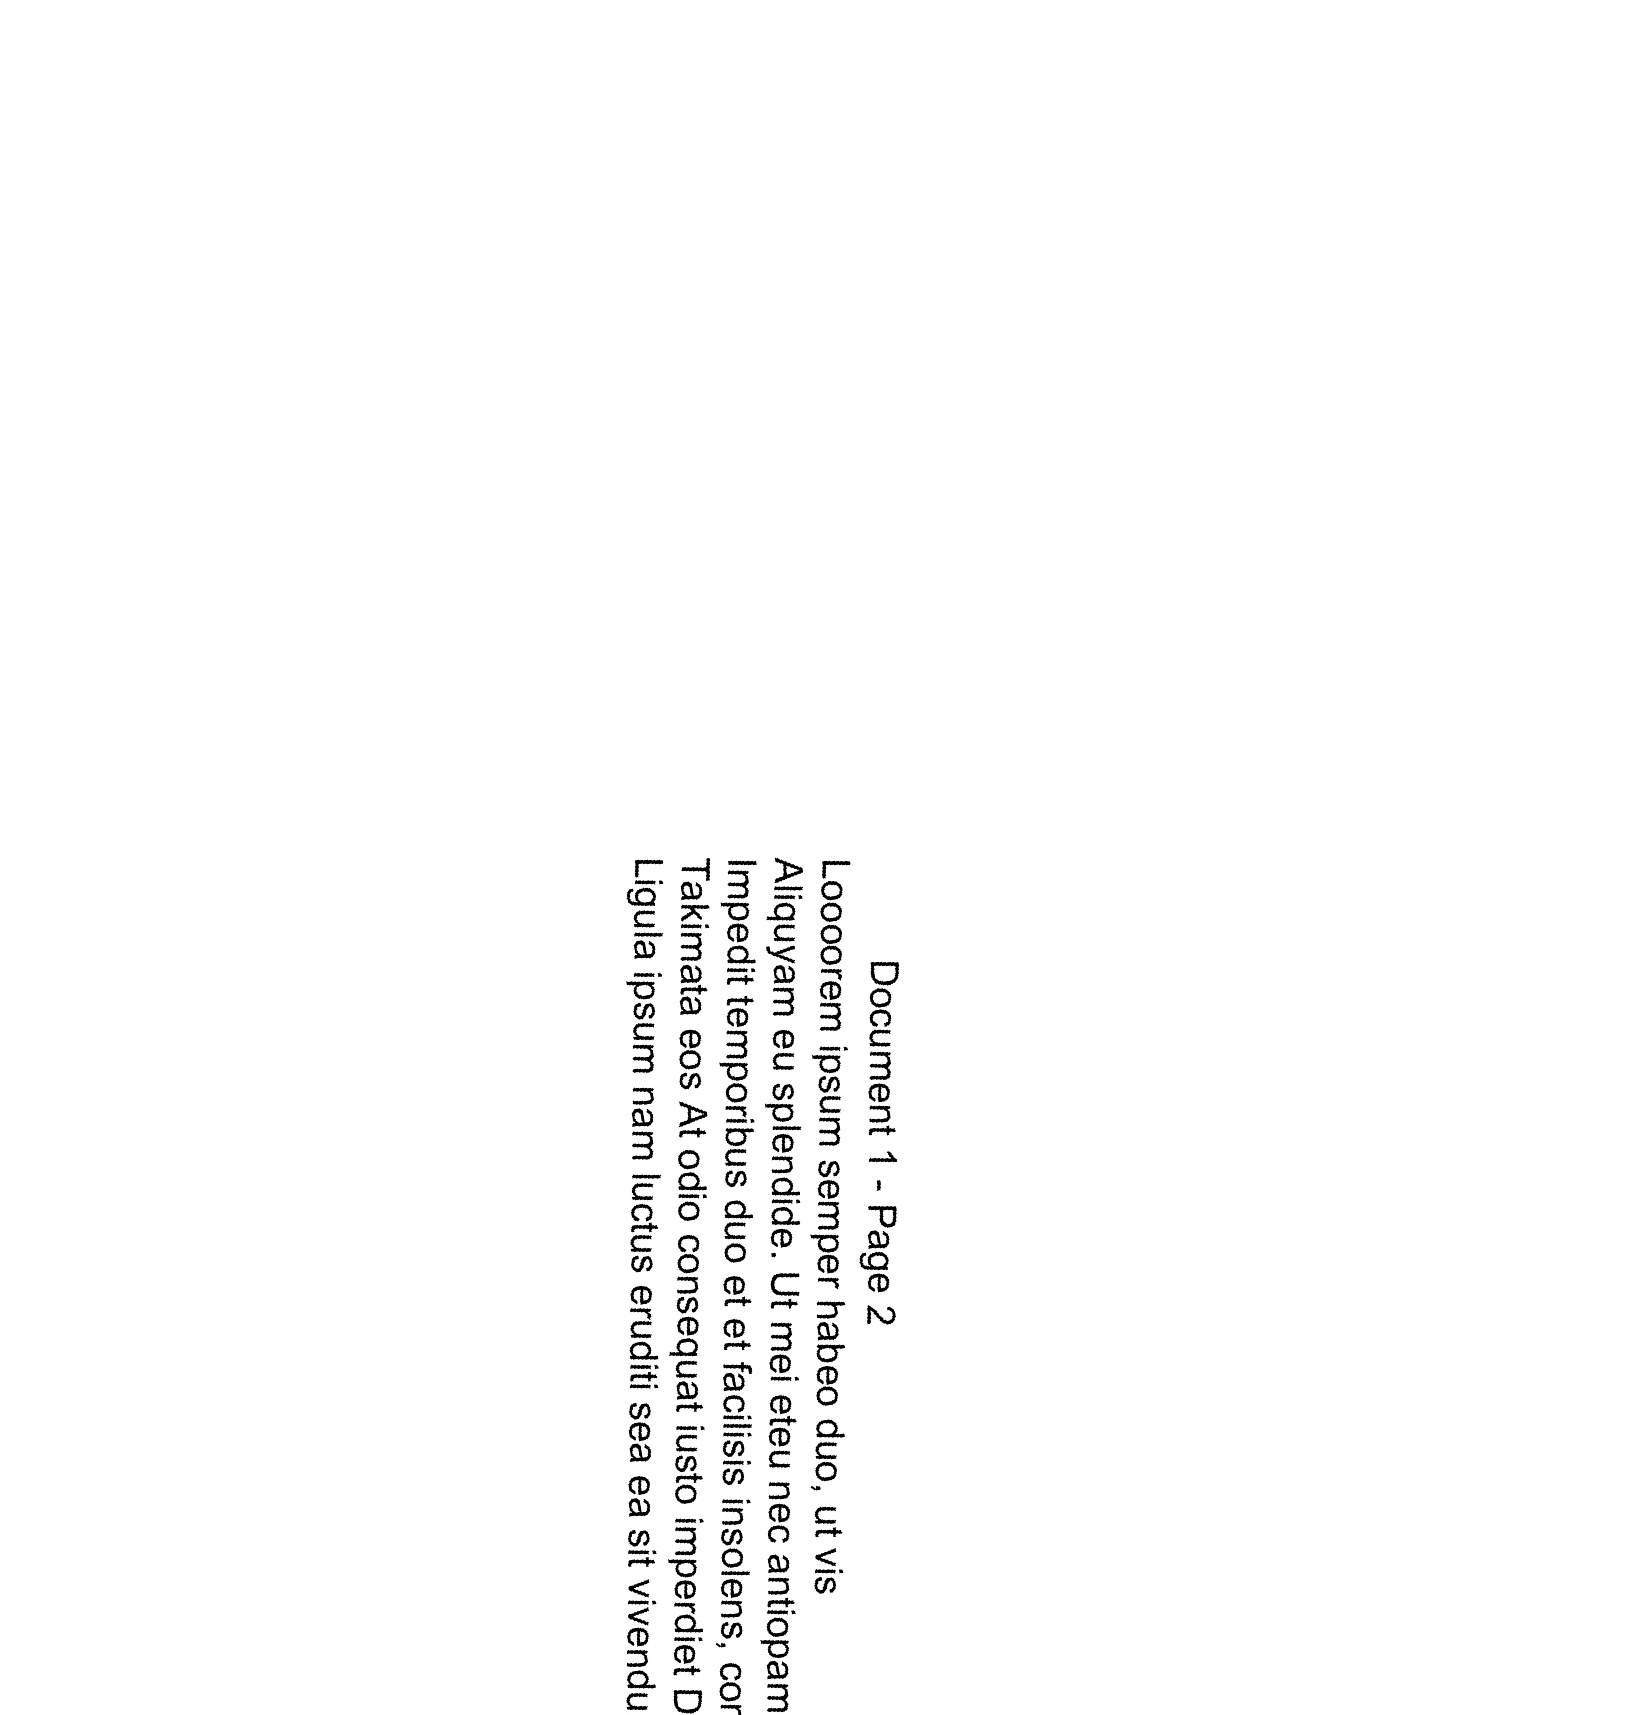 Document 1 - Page 2
Looooorem ipsum semper habeo duo, ut vis
Aliquyam eu splendide. Ut mei eteu nec antiopam
Impedit temporibus duo et et facilisis insolens, cor
Takimata eos At odio consequat iusto imperdiet D
Ligula ipsum nam luctus eruditi sea ea sit vivendu